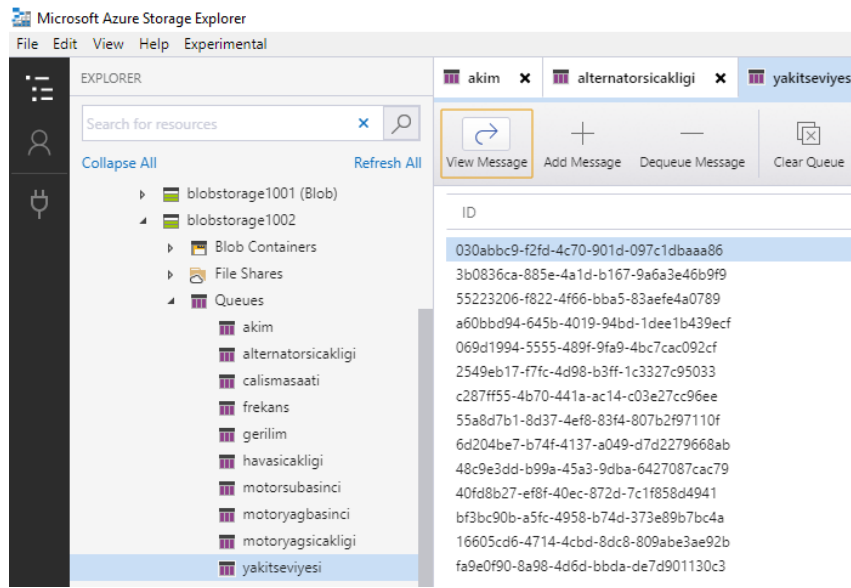 Microsoft Azure Storage Explorer
File Edit View Help Experimental
EXPLORER
Search for resources
Collapse All Refresh All
blobstorage1001 (Blob)
blobstorage1002
Blob Containers
File Shares
Queues
akim
alternatorsicakligi
calismasaati
frekans
gerilim
havasicakligi
motorsubasinci
motoryagbasinci
motoryagsicakligi
yakitseviyesi
akim alternatorsicakligi yakitseviyes
View Message Add Message Dequeue Message Clear Queue
ID
030abbc9-f2fd-4c70-901d-097c1dbaaa86
3b0836ca-885e-4a1d-b167-9a6a3e46b9f9
55223206-f822-4f66-bba5-83aefe4a0789
a60bbd94-645b-4019-94bd-1dee1b439ecf
069d1994-5555-489f-9fa9-4bc7cac092cf
2549eb17-f7fc-4d98-b3ff-1c3327c95033
c287ff55-4b70-441a-ac14-c03e27cc96ee
55a8d7b1-8d37-4ef8-83f4-807b2f97110f
6d204be7-b74f-4137-a049-d7d2279668ab
48c9e3dd-b99a-45a3-9dba-6427087cac79
40fd8b27-ef8f-40ec-872d-7c1f858d4941
bf3bc90b-a5fc-4958-b74d-373e89b7bc4a
16605cd6-4714-4cbd-8dc8-809abe3ae92b
fa9e0f90-8a98-4d6d-bbda-de7d901130c3